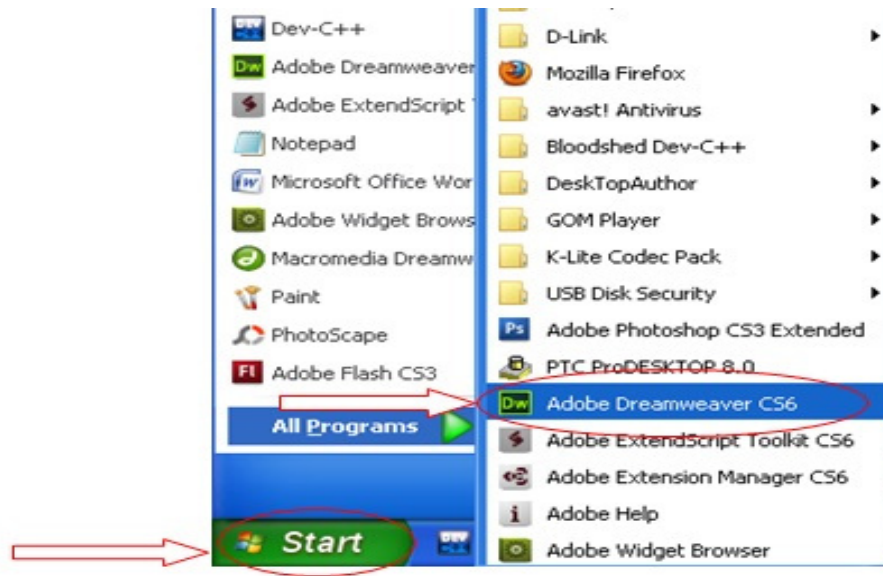 Dev-C++
Adobe Dreamweaver
Adobe ExtendScript
Notepad
Microsoft Office Wor
Adobe Widget Brows
Macromedia Dreamw
Paint
PhotoScape
Adobe Flash CS3
All Programs
Start
D-Link
Mozilla Firefox
avast! Antivirus
Bloodshed Dev-C++
DeskTopAuthor
GOM Player
K-Lite Codec Pack
USB Disk Security
Adobe Photoshop CS3 Extended
PTC ProDESKTOP 8.0
Adobe Dreamweaver CS6
Adobe ExtendScript Toolkit CS6
Adobe Extension Manager CS6
Adobe Help
Adobe Widget Browser